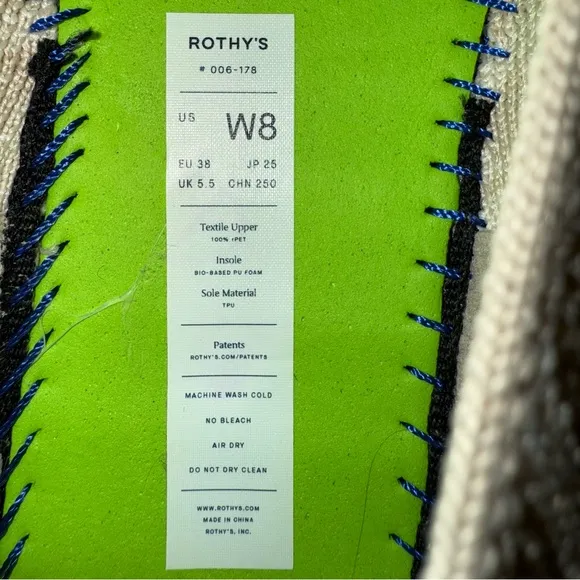 ROTHY'S
# 006-178
US W8
EU 38 JP 25
UK 5.5 CHN 250
Textile Upper
100% rPET
Insole
BIO-BASED PU FOAM
Sole Material
TPU
Patents
ROTHY'S.COM/PATENTS
MACHINE WASH COLD
NO BLEACH
AIR DRY
DO NOT DRY CLEAN
WWW.ROTHYS.COM
MADE IN CHINA
ROTHY'S, INC.